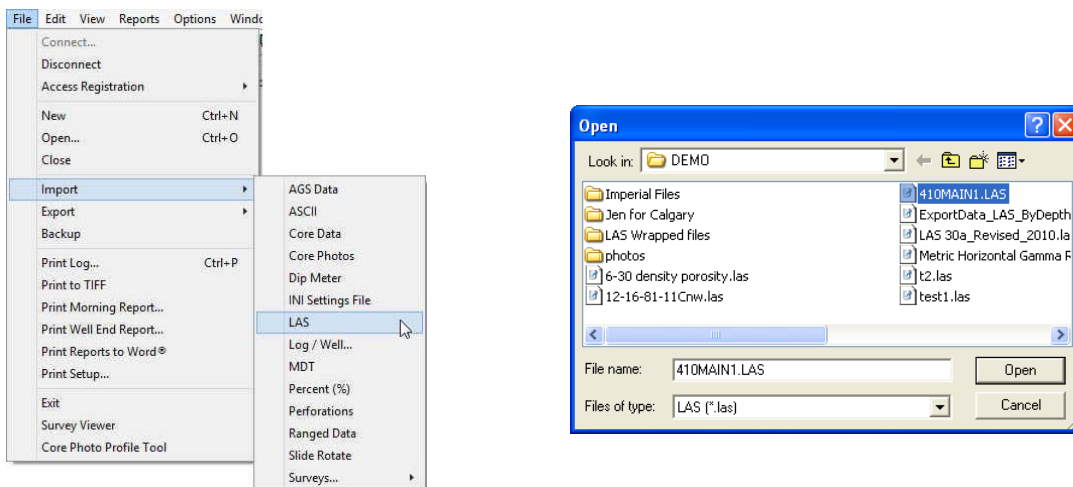 File Edit View Reports Options Windo
Connect...
Disconnect
Access Registration
New Ctrl+N
Open... Ctrl+O
Close
Import
Export
Backup
Print Log... Ctrl+P
Print to TIFF
Print Morning Report...
Print Well End Report...
Print Reports to Word®
Print Setup...
Exit
Survey Viewer
Core Photo Profile Tool
AGS Data
ASCII
Core Data
Core Photos
Dip Meter
INI Settings File
LAS
Log / Well...
MDT
Percent (%)
Perforations
Ranged Data
Slide Rotate
Surveys...
Open
Look in: DEMO
Imperial Files
Jen for Calgary
LAS Wrapped files
photos
6-30 density porosity.las
12-16-81-11Cnw.las
410MAIN1.LAS
ExportData_LAS_ByDepth
LAS 30a_Revised_2010.la
Metric Horizontal Gamma R
t2.las
test1.las
File name: 410MAIN1.LAS Open
Files of type: LAS (*.las) Cancel